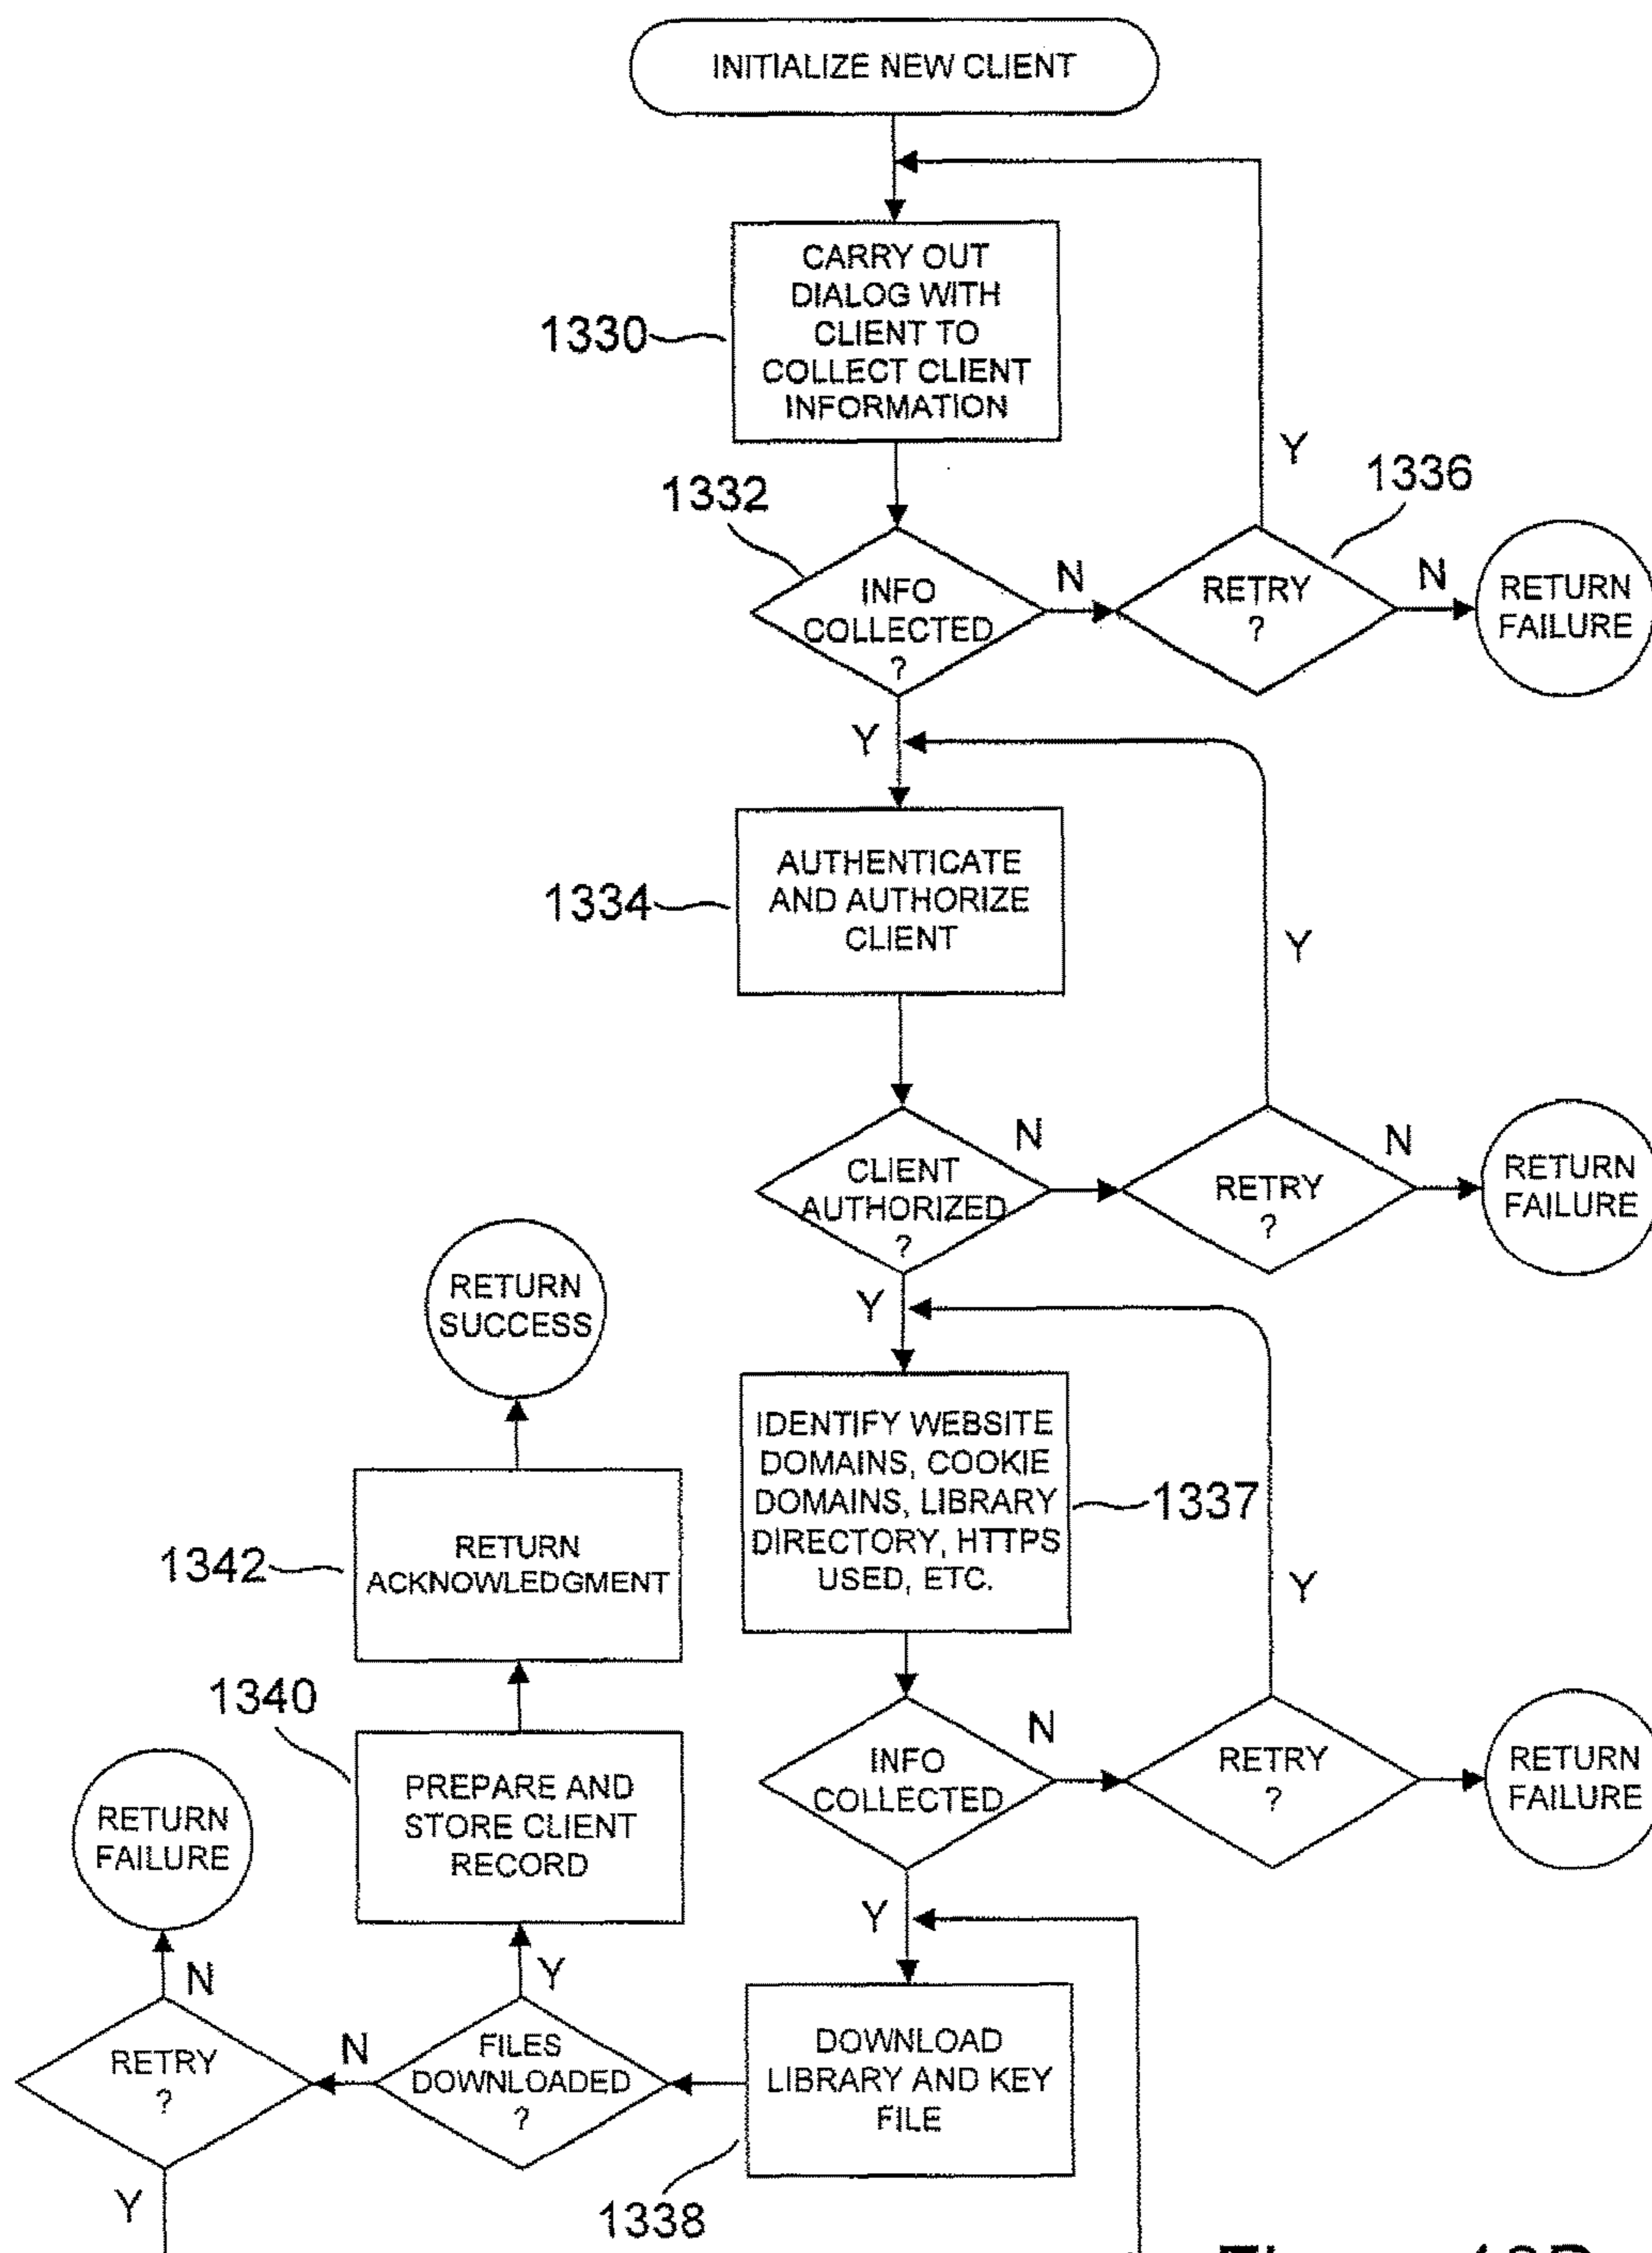 INITIALIZE NEW CLIENT
CARRY OUT
DIALOG WITH
CLIENT TO
COLLECT CLIENT
INFORMATION
1330
Y
1336
1332
INFO
COLLECTED
?
N
RETRY
?
N
RETURN
FAILURE
Y
AUTHENTICATE
AND AUTHORIZE
CLIENT
1334
Y
CLIENT
AUTHORIZED
?
N
RETRY
?
N
RETURN
FAILURE
Y
IDENTIFY WEBSITE
DOMAINS, COOKIE
DOMAINS, LIBRARY
DIRECTORY, HTTPS
USED, ETC.
1337
Y
INFO
COLLECTED
N
RETRY
?
RETURN
FAILURE
Y
DOWNLOAD
LIBRARY AND KEY
FILE
1338
FILES
DOWNLOADED
?
Y
PREPARE AND
STORE CLIENT
RECORD
1340
RETURN
ACKNOWLEDGMENT
1342
RETURN
SUCCESS
N
RETRY
?
N
RETURN
FAILURE
Y